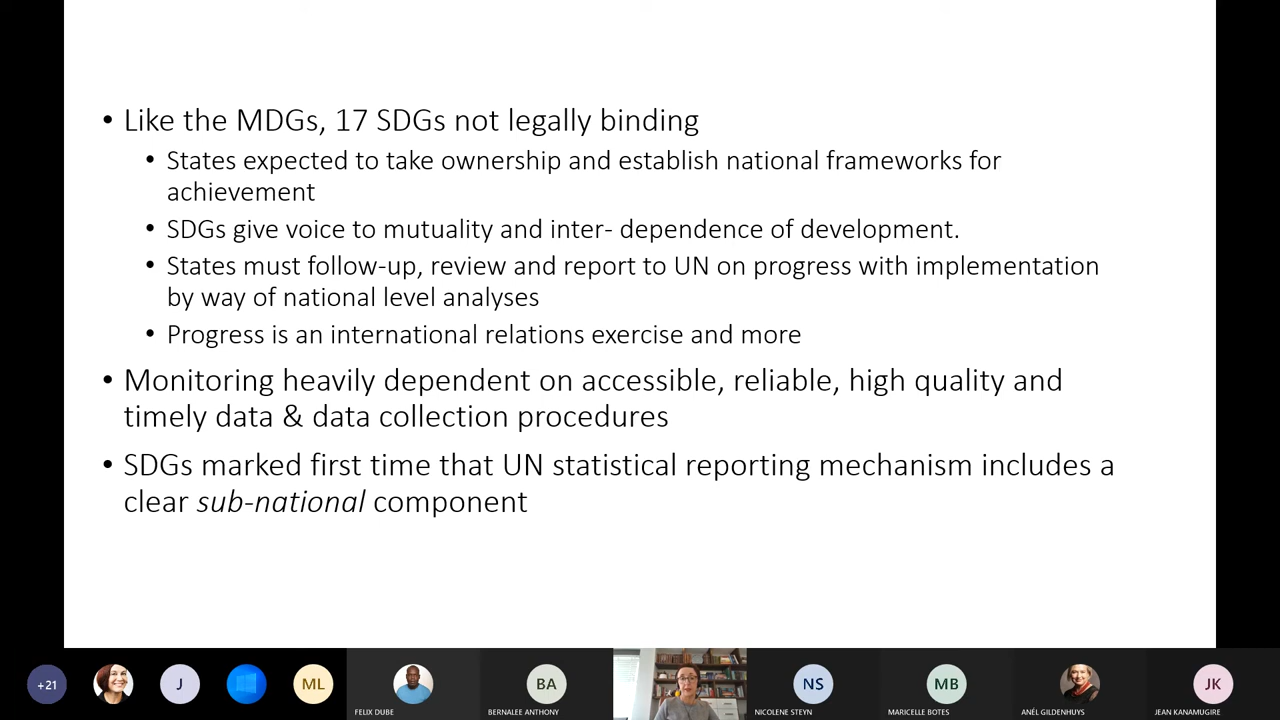 • Like the MDGs, 17 SDGs not legally binding
• States expected to take ownership and establish national frameworks for
achievement
• SDGs give voice to mutuality and inter- dependence of development.
• States must follow-up, review and report to UN on progress with implementation
by way of national level analyses
• Progress is an international relations exercise and more
• Monitoring heavily dependent on accessible, reliable, high quality and
timely data & data collection procedures
• SDGs marked first time that UN statistical reporting mechanism includes a
clear sub-national component
+21
J
ML
BA
NS
MB
JK
FELIX DUBE
BERNALEE ANTHONY
NICOLENE STEYN
MARICELLE BOTES
ANÉL GILDENHUYS
JEAN KANAMUGIRE